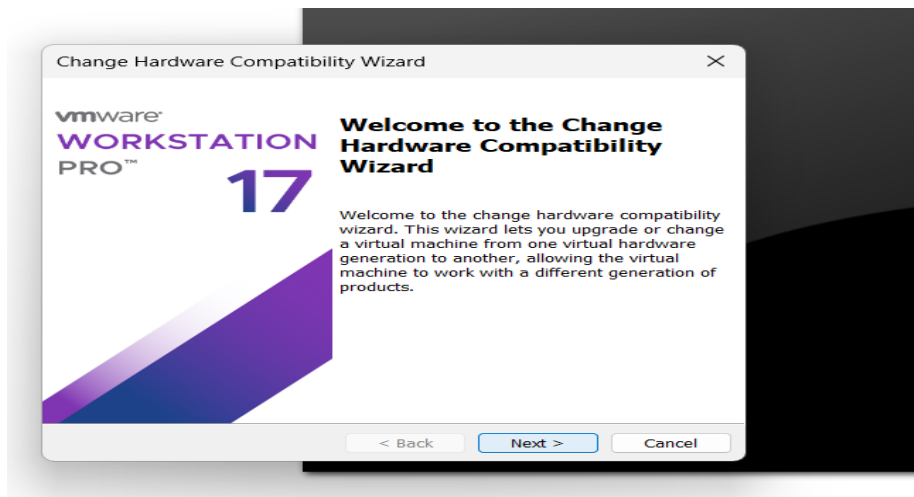 Change Hardware Compatibility Wizard
vmware®
WORKSTATION
PRO™
17
Welcome to the Change
Hardware Compatibility
Wizard
Welcome to the change hardware compatibility
wizard. This wizard lets you upgrade or change
a virtual machine from one virtual hardware
generation to another, allowing the virtual
machine to work with a different generation of
products.
< Back
Next >
Cancel